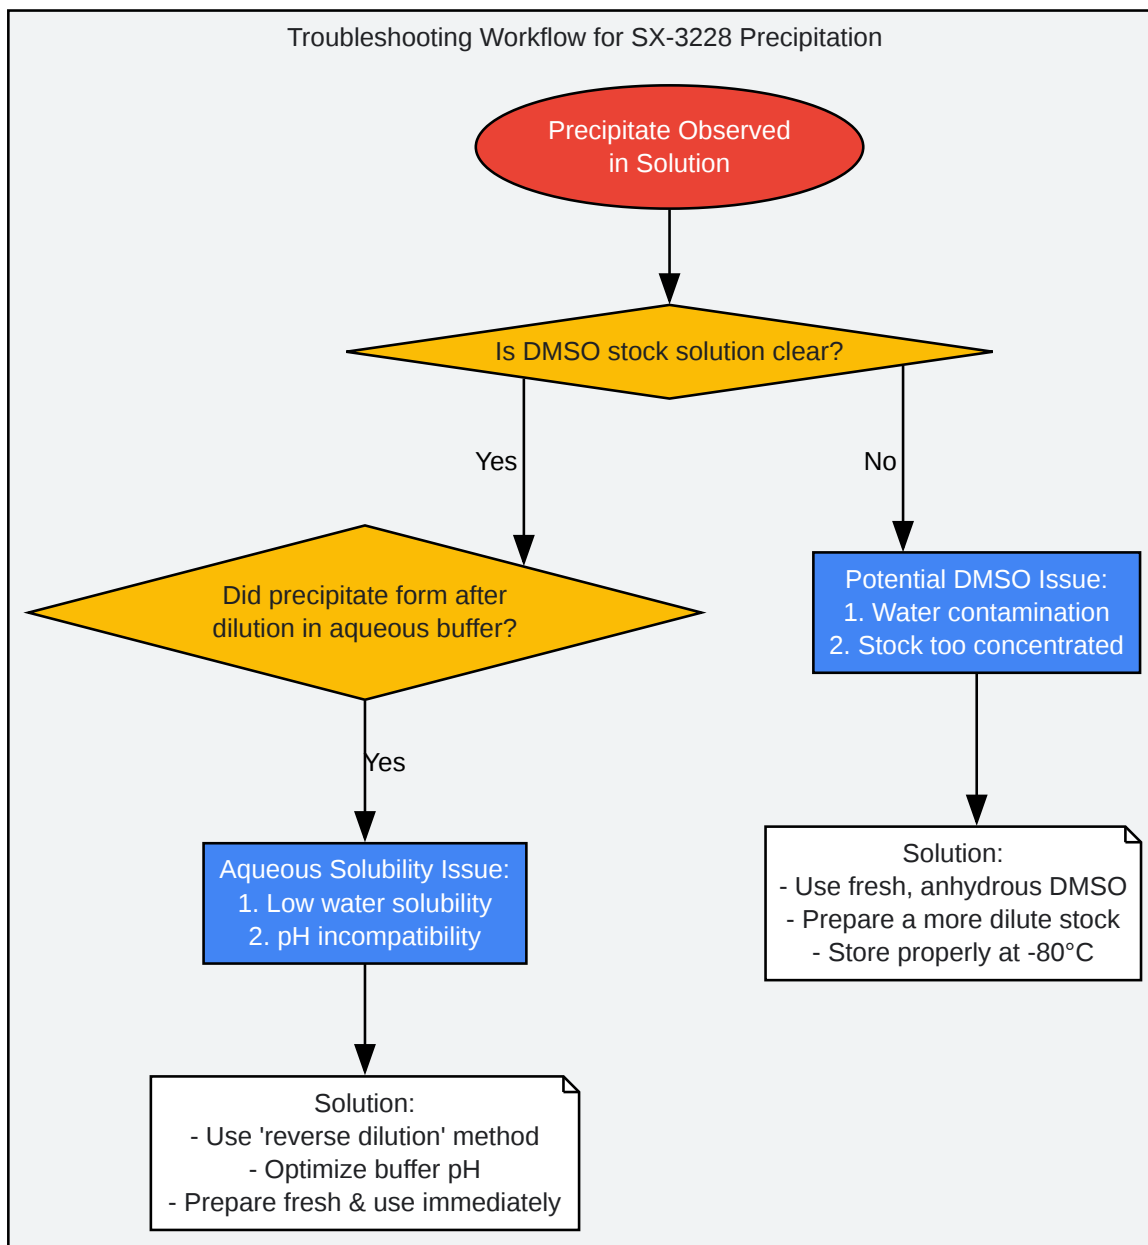 Troubleshooting Workflow for SX-3228 Precipitation
Precipitate Observed
in Solution
Is DMSO stock solution clear?
Yes
No
Did precipitate form after
dilution in aqueous buffer?
Potential DMSO Issue:
1. Water contamination
2. Stock too concentrated
Yes
Aqueous Solubility Issue:
1. Low water solubility
2. pH incompatibility
Solution:
- Use fresh, anhydrous DMSO
- Prepare a more dilute stock
- Store properly at -80°C
Solution:
- Use 'reverse dilution' method
- Optimize buffer pH
- Prepare fresh & use immediately